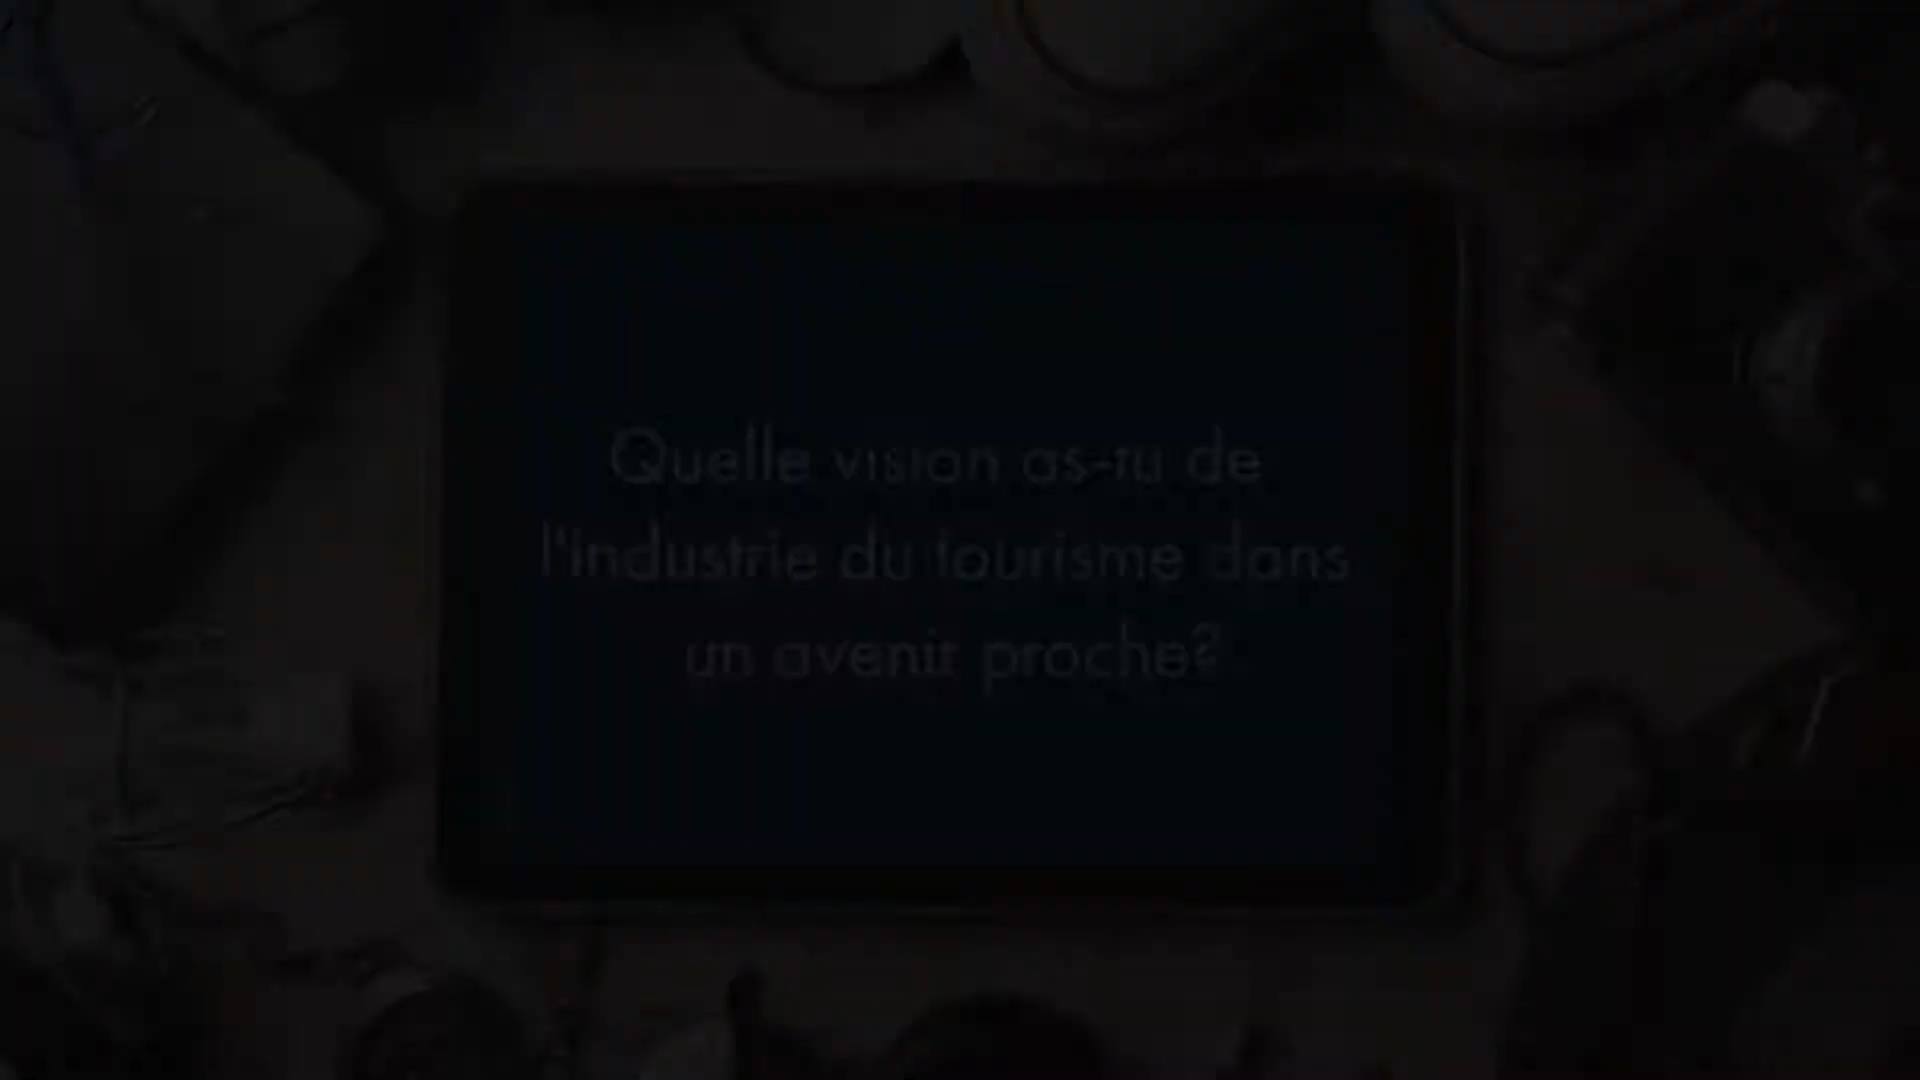 Quelle vision as-tu de
l'industrie du tourisme dans
un avenir proche?